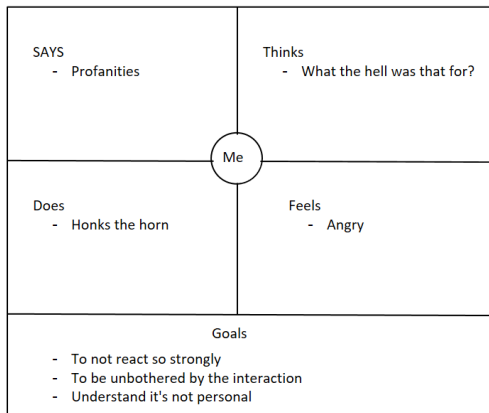 SAYS
- Profanities
Thinks
- What the hell was that for?
Me
Does
- Honks the horn
Feels
- Angry
Goals
- To not react so strongly
- To be unbothered by the interaction
- Understand it's not personal